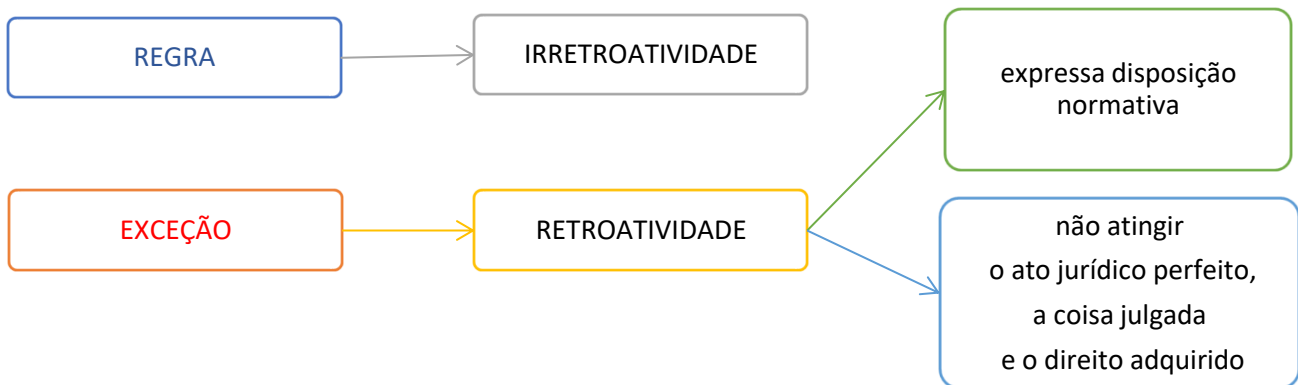 REGRA
IRRETROATIVIDADE
expressa disposição
normativa
EXCEÇÃO
RETROATIVIDADE
não atingir
o ato jurídico perfeito,
a coisa julgada
e o direito adquirido